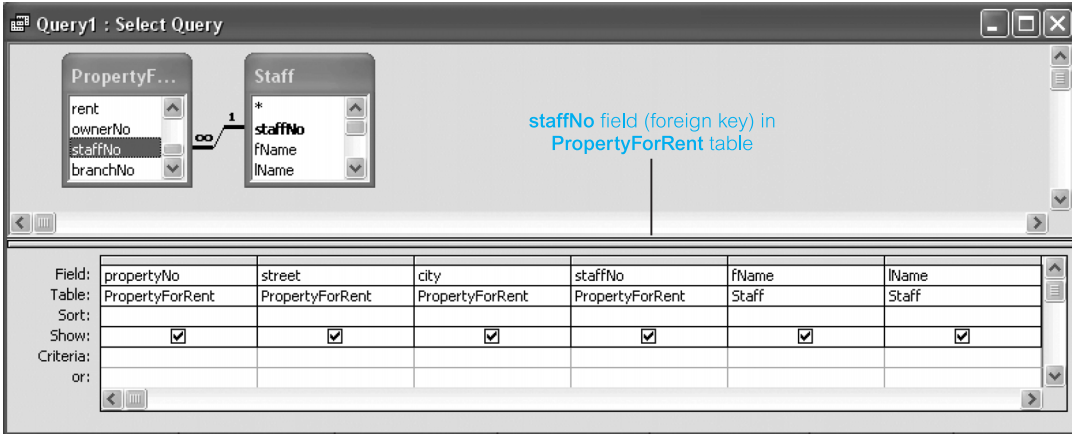 Query1 : Select Query
PropertyF... Staff
rent
ownerNo
staffNo
branchNo
∞ 1
*
staffNo
fName
lName
staffNo field (foreign key) in
PropertyForRent table
Field: propertyNo street city staffNo fName lName
Table: PropertyForRent PropertyForRent PropertyForRent PropertyForRent Staff Staff
Sort:
Show:
Criteria:
or: